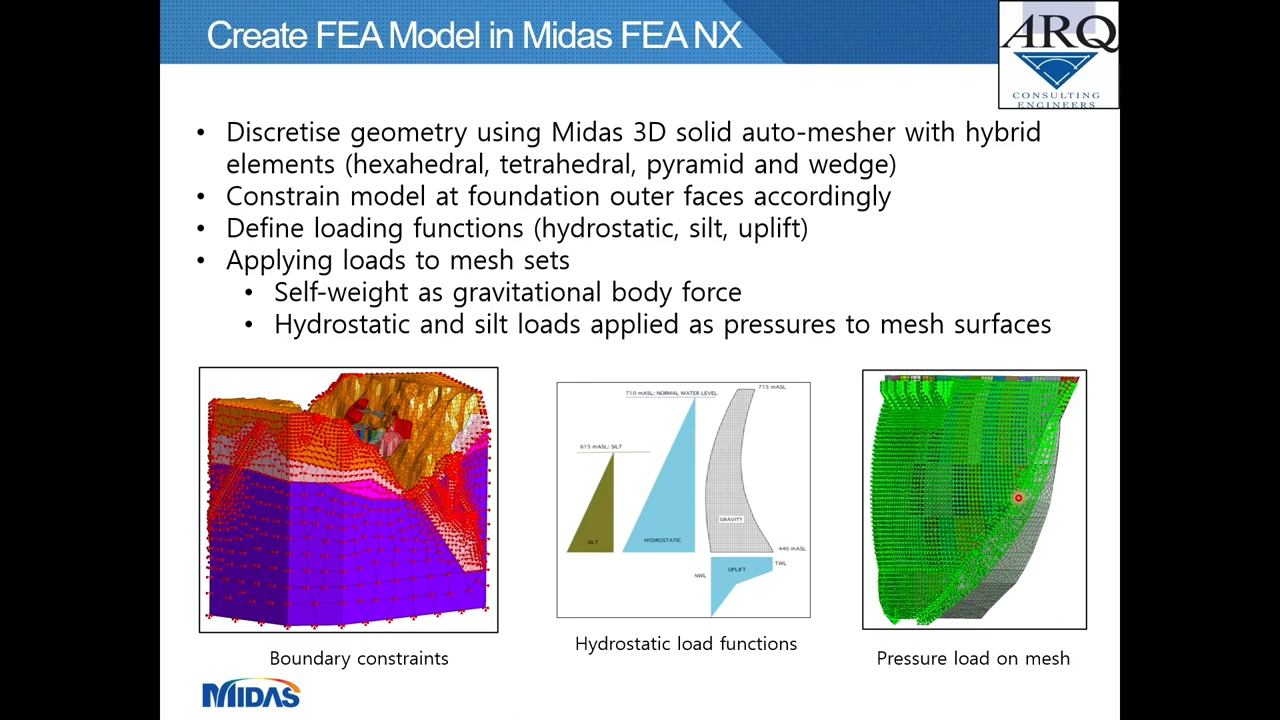 Create FEA Model in Midas FEA NX
ARQ
CONSULTING
ENGINEERS
• Discretise geometry using Midas 3D solid auto-mesher with hybrid
elements (hexahedral, tetrahedral, pyramid and wedge)
• Constrain model at foundation outer faces accordingly
• Define loading functions (hydrostatic, silt, uplift)
• Applying loads to mesh sets
• Self-weight as gravitational body force
• Hydrostatic and silt loads applied as pressures to mesh surfaces
710 mASL: NORMAL WATER LEVEL
715 mASL
615 mASL: SILT
GRAVITY
SILT
HYDROSTATIC
440 mASL
NWL
UPLIFT
TWL
Boundary constraints
Hydrostatic load functions
Pressure load on mesh
MIDAS